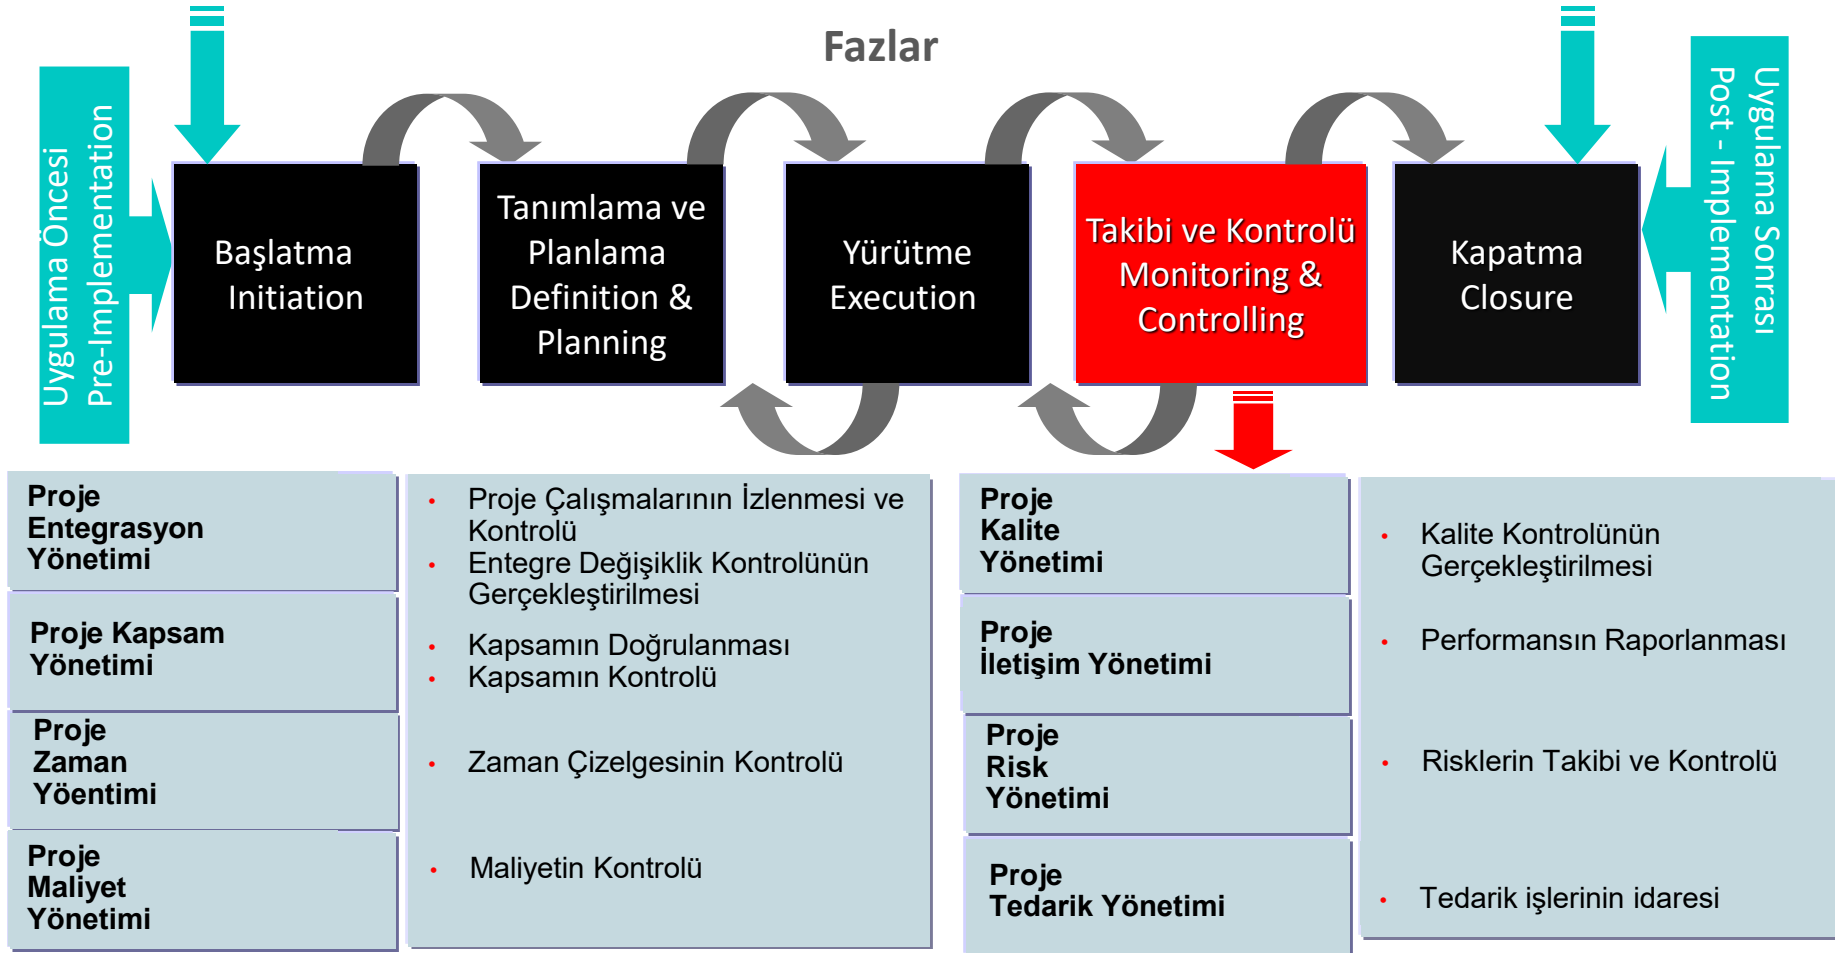 Fazlar
Uygulama Öncesi
Pre-Implementation
Başlatma
Initiation
Tanımlama ve
Planlama
Definition &
Planning
Yürütme
Execution
Takibi ve Kontrolü
Monitoring &
Controlling
Kapatma
Closure
Uygulama Sonrası
Post - Implementation
Proje
Entegrasyon
Yönetimi
• Proje Çalışmalarının İzlenmesi ve
Kontrolü
• Entegre Değişiklik Kontrolünün
Gerçekleştirilmesi
Proje Kapsam
Yönetimi
• Kapsamın Doğrulanması
• Kapsamın Kontrolü
Proje
Zaman
Yöentimi
• Zaman Çizelgesinin Kontrolü
Proje
Maliyet
Yönetimi
• Maliyetin Kontrolü
Proje
Kalite
Yönetimi
• Kalite Kontrolünün
Gerçekleştirilmesi
Proje
İletişim Yönetimi
• Performansın Raporlanması
Proje
Risk
Yönetimi
• Risklerin Takibi ve Kontrolü
Proje
Tedarik Yönetimi
• Tedarik işlerinin idaresi